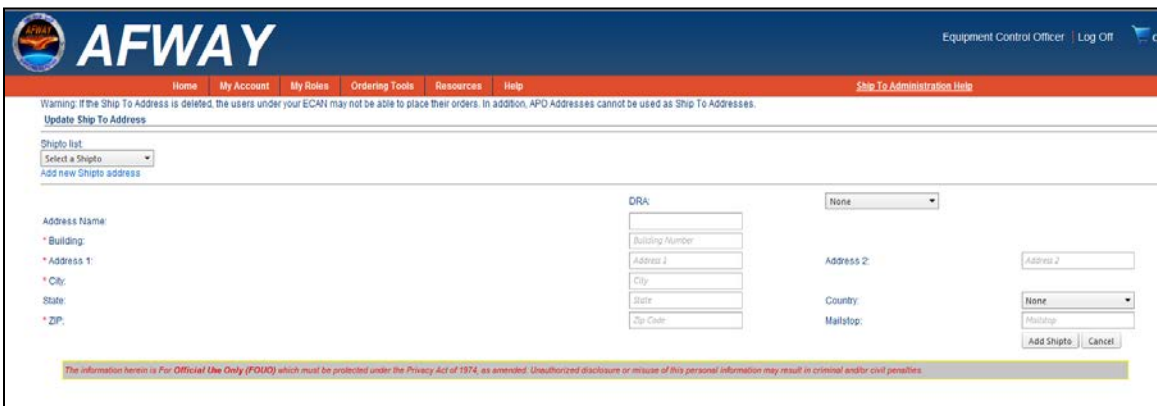 AFWAY
AFWAY
Equipment Control Officer | Log Off
Home My Account My Roles Ordering Tools Resources Help Ship To Administration Help
Warning: If the Ship To Address is deleted, the users under your ECAN may not be able to place their orders. In addition, APO Addresses cannot be used as Ship To Addresses.
Update Ship To Address
Shipto list:
Select a Shipto
Add new Shipto address
DRA: None
Address Name:
* Building: Building Number
* Address 1: Address 1 Address 2: Address 2
* City: City
State: State Country: None
* ZIP: Zip Code Mailstop: Mailstop
Add Shipto Cancel
The information herein is For Official Use Only (FOUO) which must be protected under the Privacy Act of 1974, as amended. Unauthorized disclosure or misuse of this personal information may result in criminal and/or civil penalties.